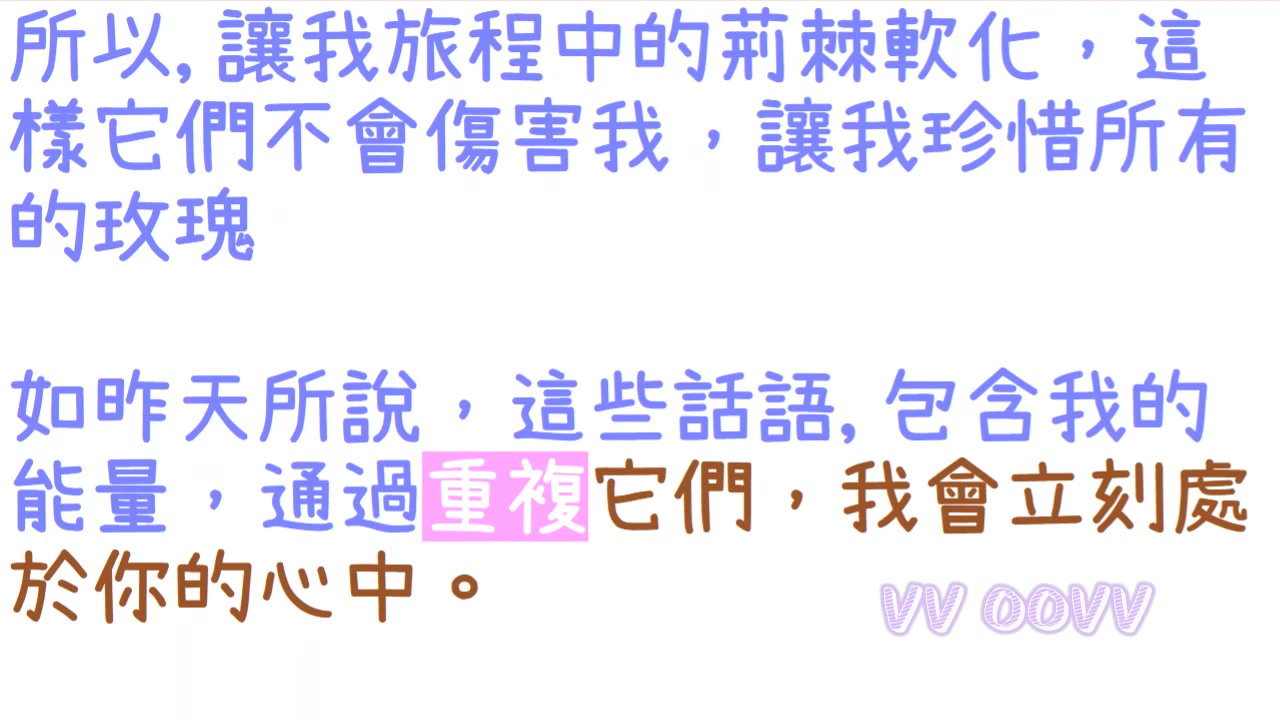 所以,讓我旅程中的荊棘軟化，這
樣它們不會傷害我，讓我珍惜所有
的玫瑰
如昨天所說，這些話語,包含我的
能量，通過重複它們，我會立刻處
於你的心中。
VV OOVV